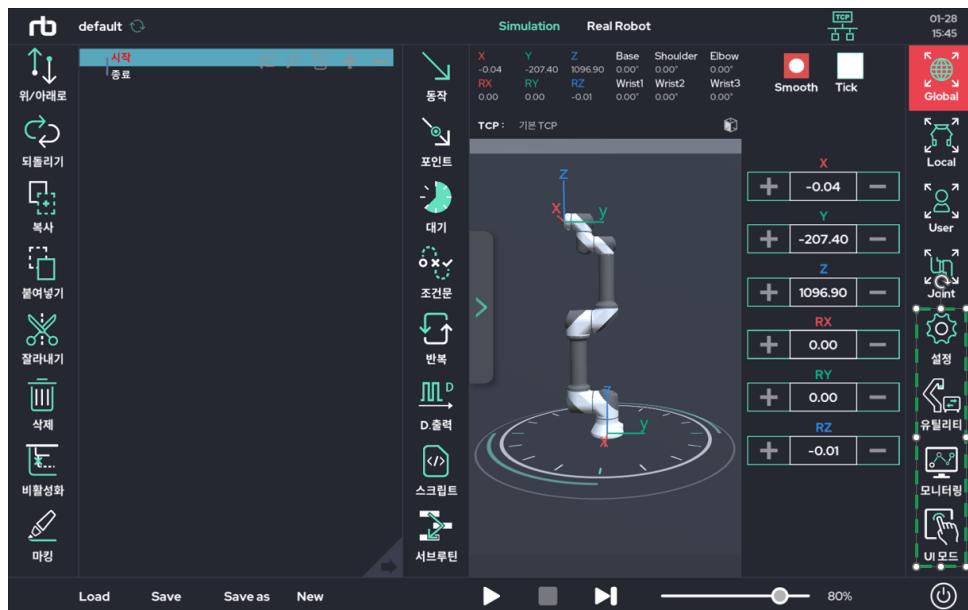 rb
default
Simulation
Real Robot
TCP
01-28
15:45
위/아래로
되돌리기
복사
붙여넣기
잘라내기
삭제
비활성화
마킹
시작
종료
동작
포인트
대기
조건문
반복
D
D.출력
스크립트
서브루틴
X Y Z Base Shoulder Elbow
-0.04 -207.40 1096.90 0.00° 0.00° 0.00°
RX RY RZ Wrist1 Wrist2 Wrist3
0.00 0.00 -0.01 0.00° 0.00° 0.00°
TCP : 기본 TCP
Z
X
y
Z
y
X
Smooth
Tick
X
-0.04
Y
-207.40
Z
1096.90
RX
0.00
RY
0.00
RZ
-0.01
Global
Local
User
Joint
설정
유틸리티
모니터링
UI 모드
Load
Save
Save as
New
80%